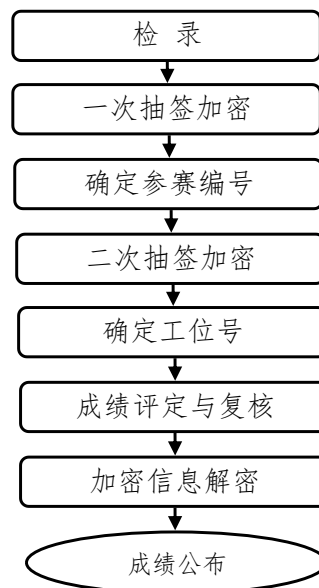 检 录
一次抽签加密
确定参赛编号
二次抽签加密
确定工位号
成绩评定与复核
加密信息解密
成绩公布